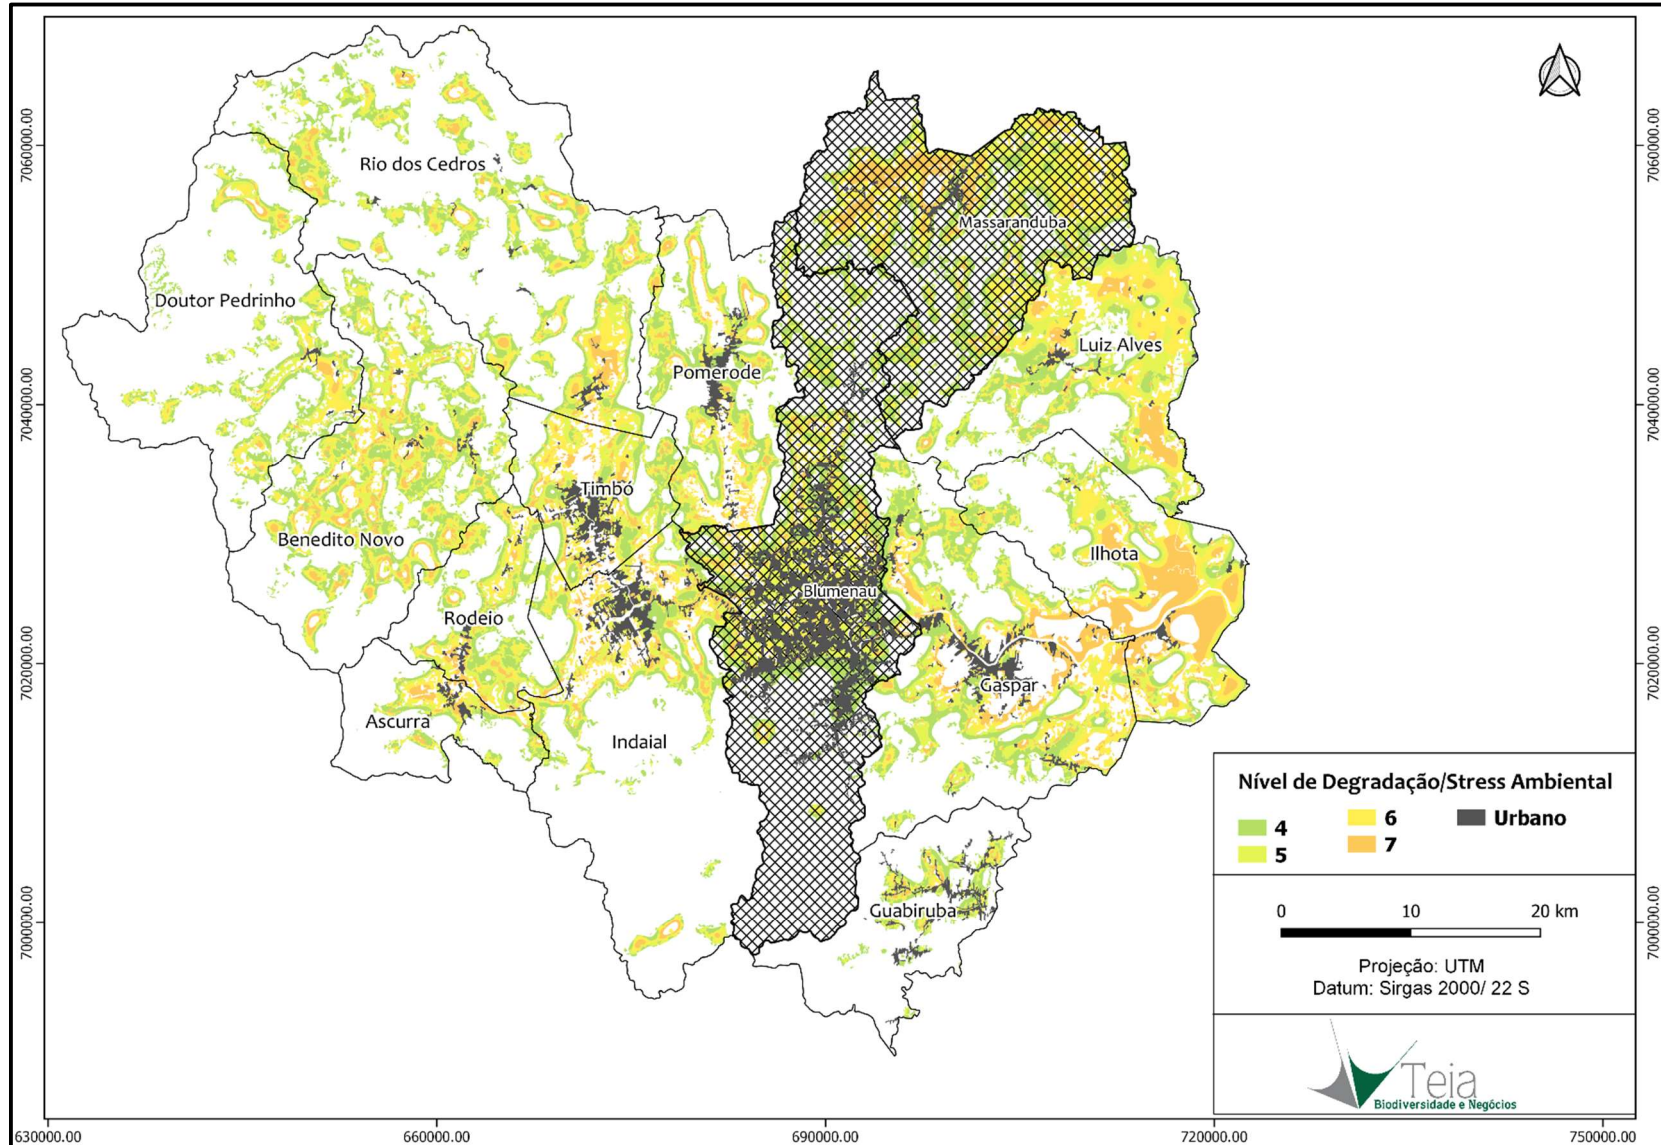 7060000.00
7060000.00
Rio dos Cedros
Massaranduba
Doutor Pedrinho
Luiz Alves
Pomerode
7040000.00
7040000.00
Timbó
Benedito Novo
Ilhota
Blumenau
Rodeio
7020000.00
7020000.00
Gaspar
Ascurra
Indaial
Guabiruba
7000000.00
7000000.00
Nível de Degradação/Stress Ambiental
4
5
6
7
Urbano
0 10 20 km
Projeção: UTM
Datum: Sirgas 2000/ 22 S
Teia
Biodiversidade e Negócios
630000.00 660000.00 690000.00 720000.00 750000.00